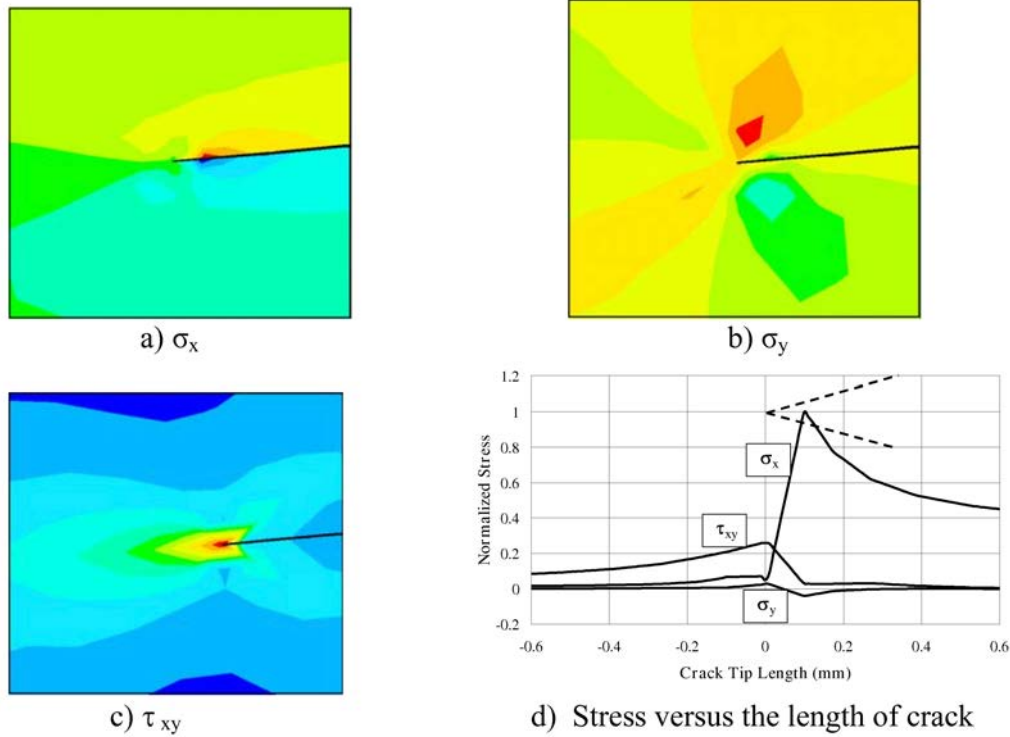 a) σx
b) σy
c) τxy
1.2
1
0.8
0.6
0.4
0.2
0
-0.2
Normalized Stress
σx
τxy
σy
-0.6
-0.4
-0.2
0
0.2
0.4
0.6
Crack Tip Length (mm)
d) Stress versus the length of crack